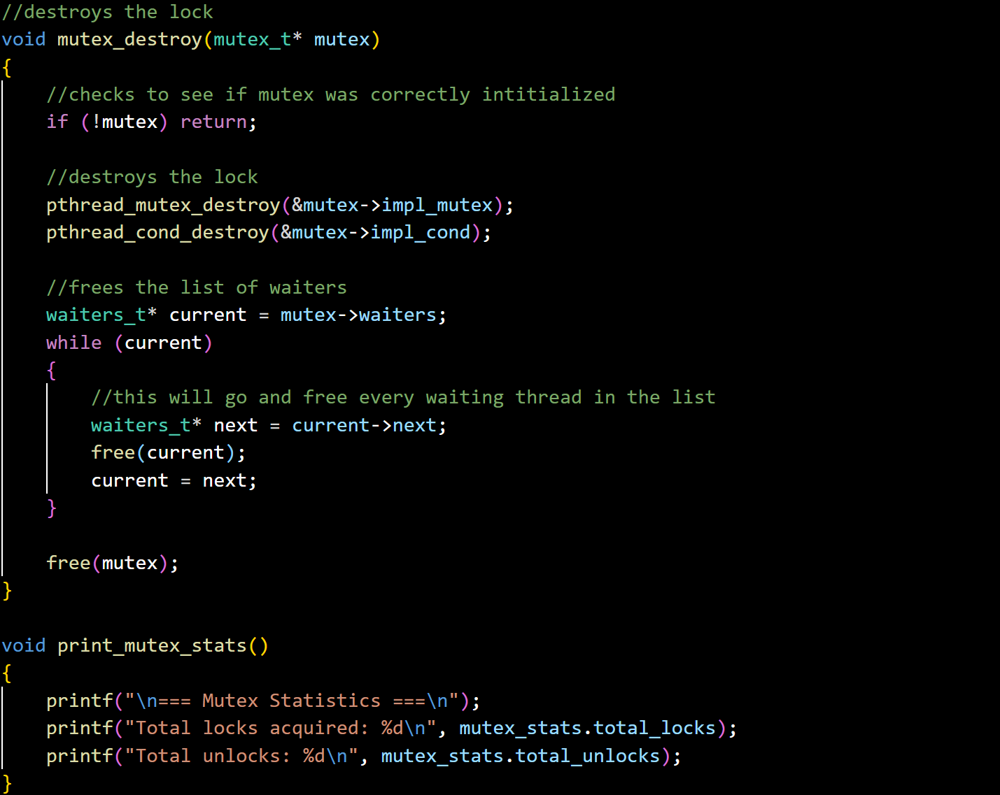 //destroys the lock
void mutex_destroy(mutex_t* mutex)
{
    //checks to see if mutex was correctly intitialized
    if (!mutex) return;

    //destroys the lock
    pthread_mutex_destroy(&mutex->impl_mutex);
    pthread_cond_destroy(&mutex->impl_cond);

    //frees the list of waiters
    waiters_t* current = mutex->waiters;
    while (current)
    {
        //this will go and free every waiting thread in the list
        waiters_t* next = current->next;
        free(current);
        current = next;
    }

    free(mutex);
}

void print_mutex_stats()
{
    printf("\n=== Mutex Statistics ===\n");
    printf("Total locks acquired: %d\n", mutex_stats.total_locks);
    printf("Total unlocks: %d\n", mutex_stats.total_unlocks);
}